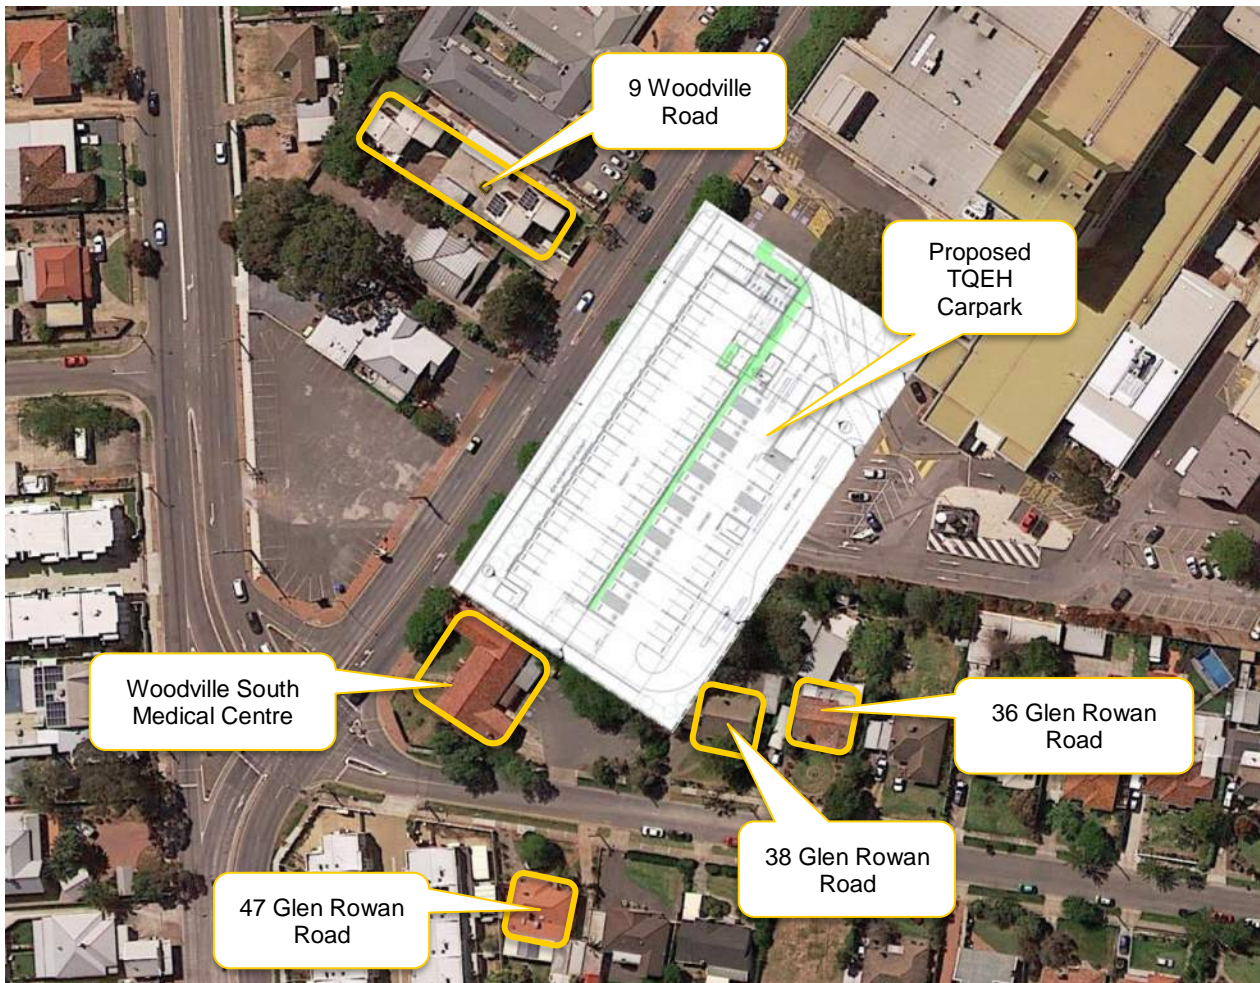 9 Woodville
Road
Proposed
TQEH
Carpark
Woodville South
Medical Centre
36 Glen Rowan
Road
38 Glen Rowan
Road
47 Glen Rowan
Road